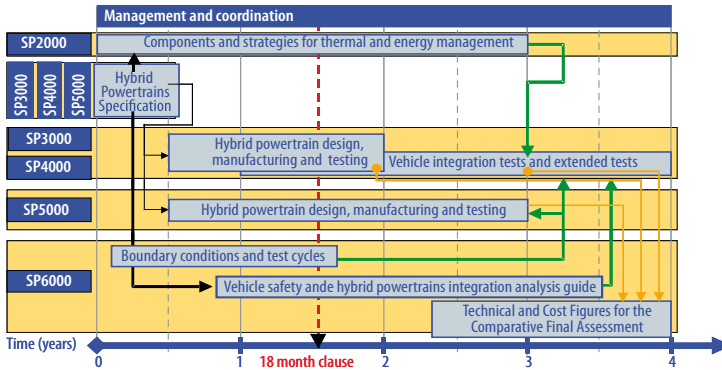 Management and coordination
SP2000
Components and strategies for thermal and energy management
SP3000
SP4000
SP5000
Hybrid
Powertrains
Specification
SP3000
SP4000
Hybrid powertrain design,
manufacturing and testing
Vehicle integration tests and extended tests
SP5000
Hybrid powertrain design, manufacturing and testing
SP6000
Boundary conditions and test cycles
Vehicle safety ande hybrid powertrains integration analysis guide
Technical and Cost Figures for the
Comparative Final Assessment
Time (years)
0 1 2 3 4
18 month clause